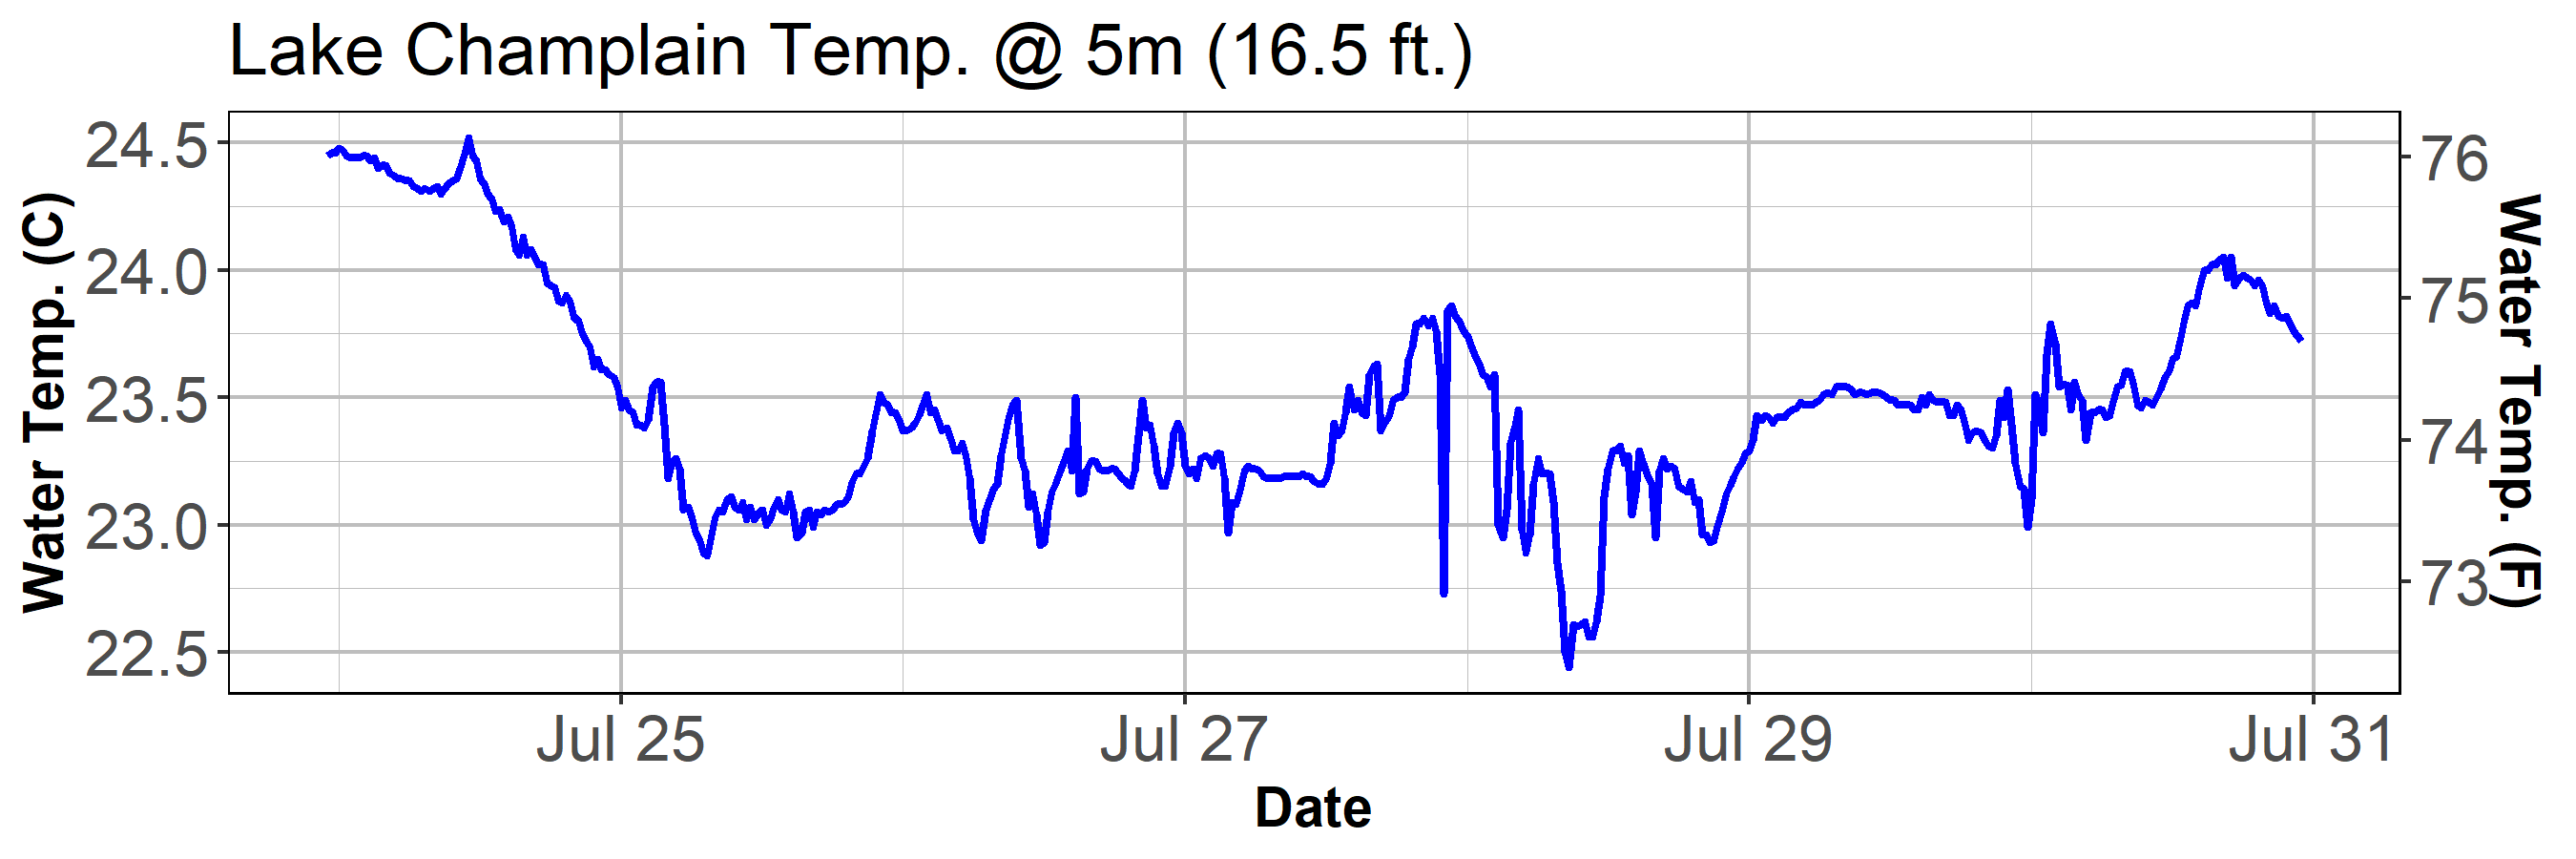 Lake Champlain Temp. @ 5m (16.5 ft.)
Water Temp. (C)
24.5
24.0
23.5
23.0
22.5
76
75
74
73
Water Temp. (F)
Jul 25 Jul 27 Jul 29 Jul 31
Date